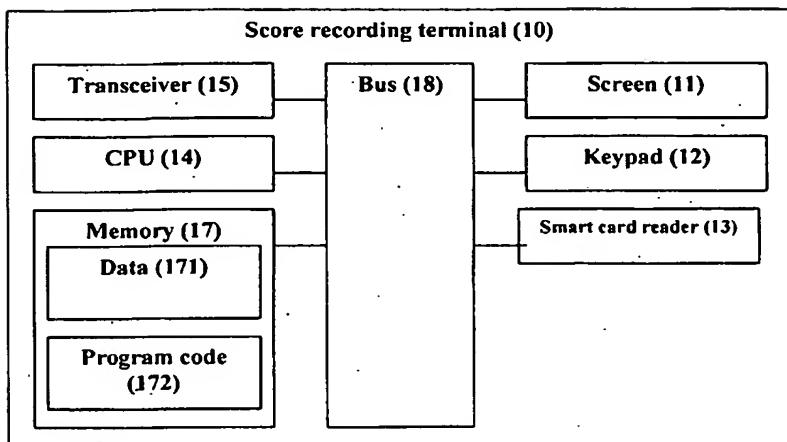 Score recording terminal (10)
Transceiver (15)
Bus (18)
Screen (11)
CPU (14)
Keypad (12)
Memory (17)
Smart card reader (13)
Data (171)
Program code
(172)